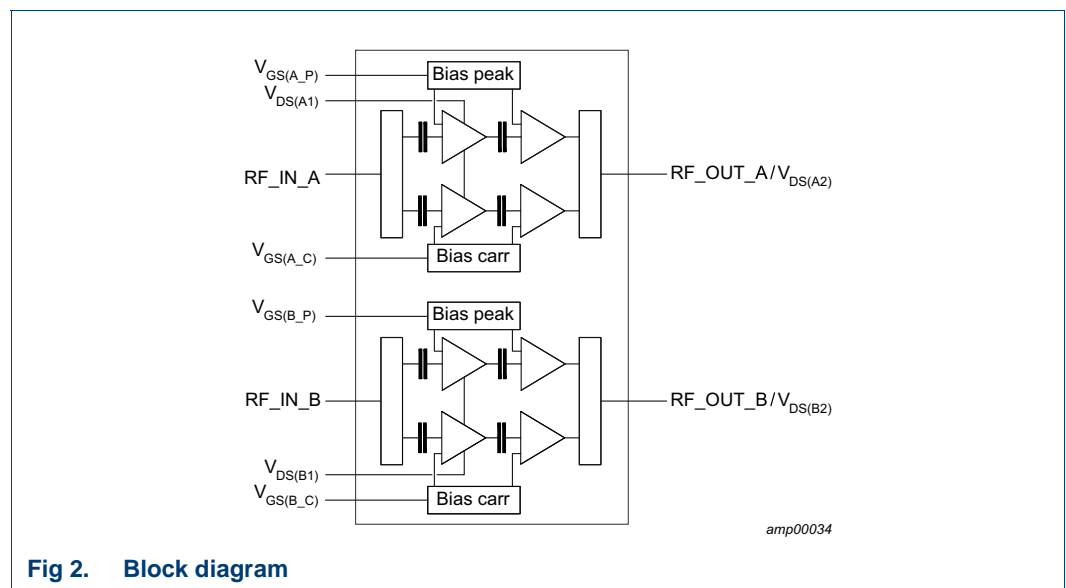 V_GS(A_P)
Bias peak
V_DS(A1)
RF_IN_A
RF_OUT_A/V_DS(A2)
V_GS(A_C)
Bias carr
V_GS(B_P)
Bias peak
RF_IN_B
RF_OUT_B/V_DS(B2)
V_DS(B1)
V_GS(B_C)
Bias carr
amp00034
Fig 2. Block diagram